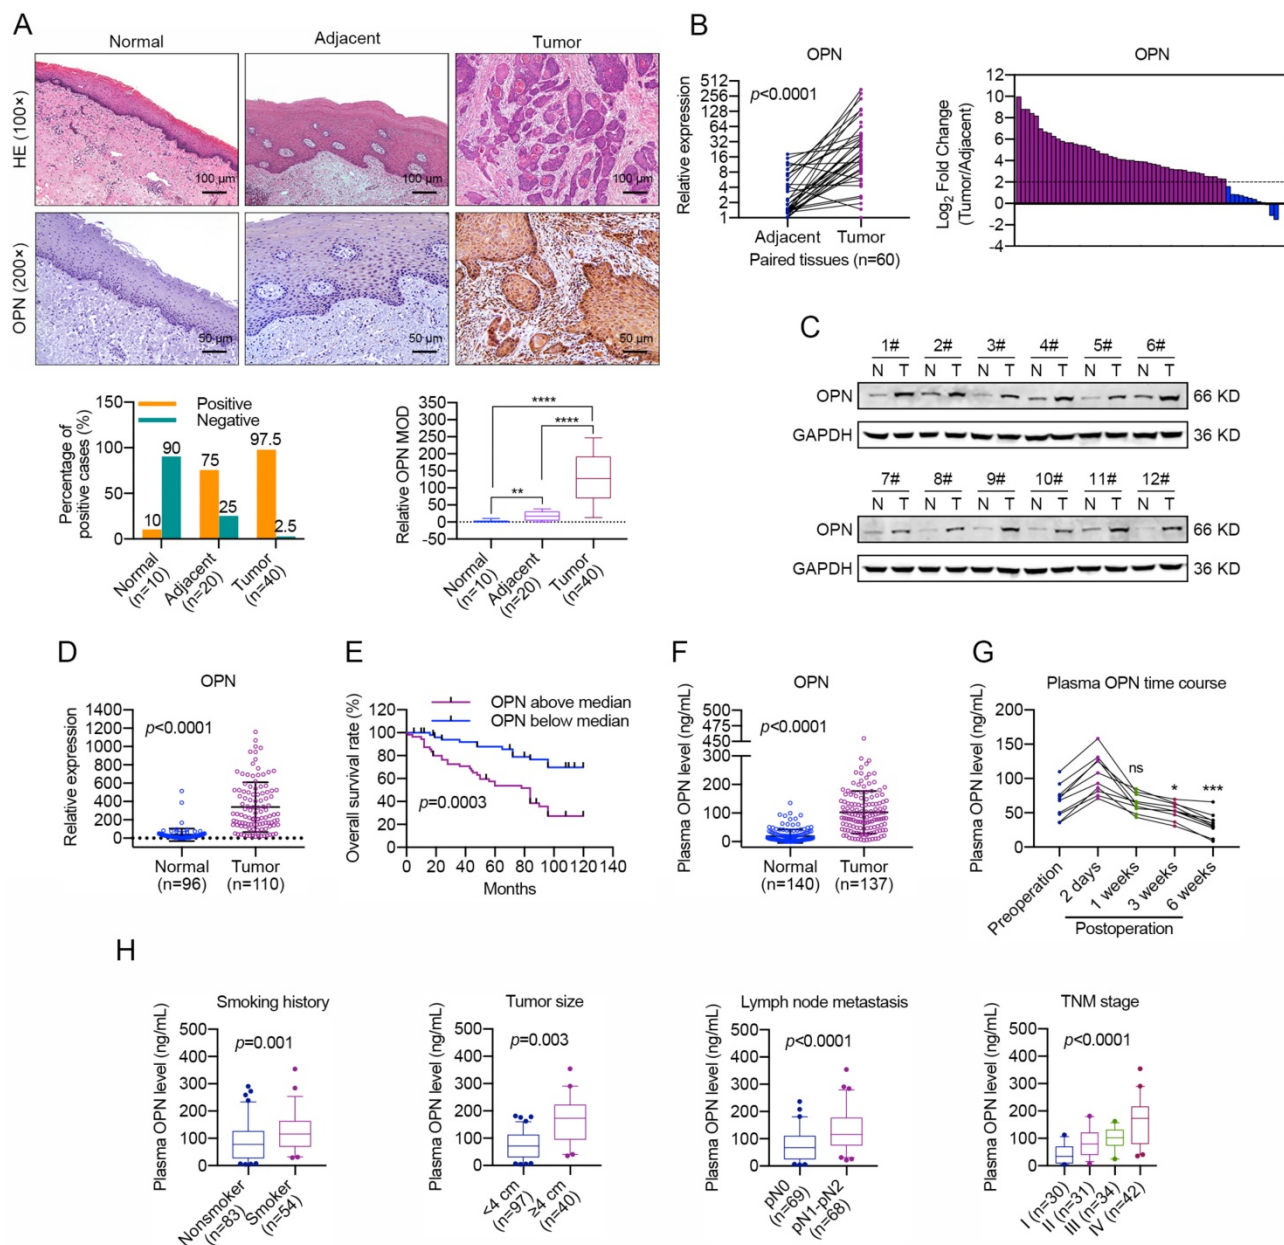 A
Normal
Adjacent
Tumor
HE (100×)
100 μm
100 μm
100 μm
OPN (200×)
50 μm
50 μm
50 μm
Percentage of
positive cases (%)
150
100
50
0
Positive
Negative
10
90
75
25
97.5
2.5
Normal
(n=10)
Adjacent
(n=20)
Tumor
(n=40)
Relative OPN MOD
350
300
250
200
150
100
50
0
-50
****
****
**
Normal
(n=10)
Adjacent
(n=20)
Tumor
(n=40)
B
OPN
Relative expression
512
256
128
64
32
16
8
4
2
1
p<0.0001
Adjacent
Tumor
Paired tissues (n=60)
OPN
Log2 Fold Change
(Tumor/Adjacent)
12
10
8
6
4
2
0
-2
-4
C
1# 2# 3# 4# 5# 6#
N T N T N T N T N T N T
OPN 66 KD
GAPDH 36 KD
7# 8# 9# 10# 11# 12#
N T N T N T N T N T N T
OPN 66 KD
GAPDH 36 KD
D
OPN
Relative expression
1400
1200
1000
800
600
400
200
0
p<0.0001
Normal
(n=96)
Tumor
(n=110)
E
OPN above median
OPN below median
Overall survival rate (%)
120
100
80
60
40
20
0
p=0.0003
0 20 40 60 80 100 120 140
Months
F
OPN
Plasma OPN level (ng/mL)
500
475
450
400
300
200
100
0
p<0.0001
Normal
(n=140)
Tumor
(n=137)
G
Plasma OPN time course
Plasma OPN level (ng/mL)
200
150
100
50
0
ns
*
***
Preoperation
2 days
1 weeks
3 weeks
6 weeks
Postoperation
H
Smoking history
Plasma OPN level (ng/mL)
500
400
300
200
100
0
p=0.001
Nonsmoker
(n=83)
Smoker
(n=54)
Tumor size
Plasma OPN level (ng/mL)
500
400
300
200
100
0
p=0.003
<4 cm
(n=97)
≥4 cm
(n=40)
Lymph node metastasis
Plasma OPN level (ng/mL)
500
400
300
200
100
0
p<0.0001
pN0
(n=69)
pN1-pN2
(n=68)
TNM stage
Plasma OPN level (ng/mL)
500
400
300
200
100
0
p<0.0001
I (n=30)
II (n=31)
III (n=34)
IV (n=42)